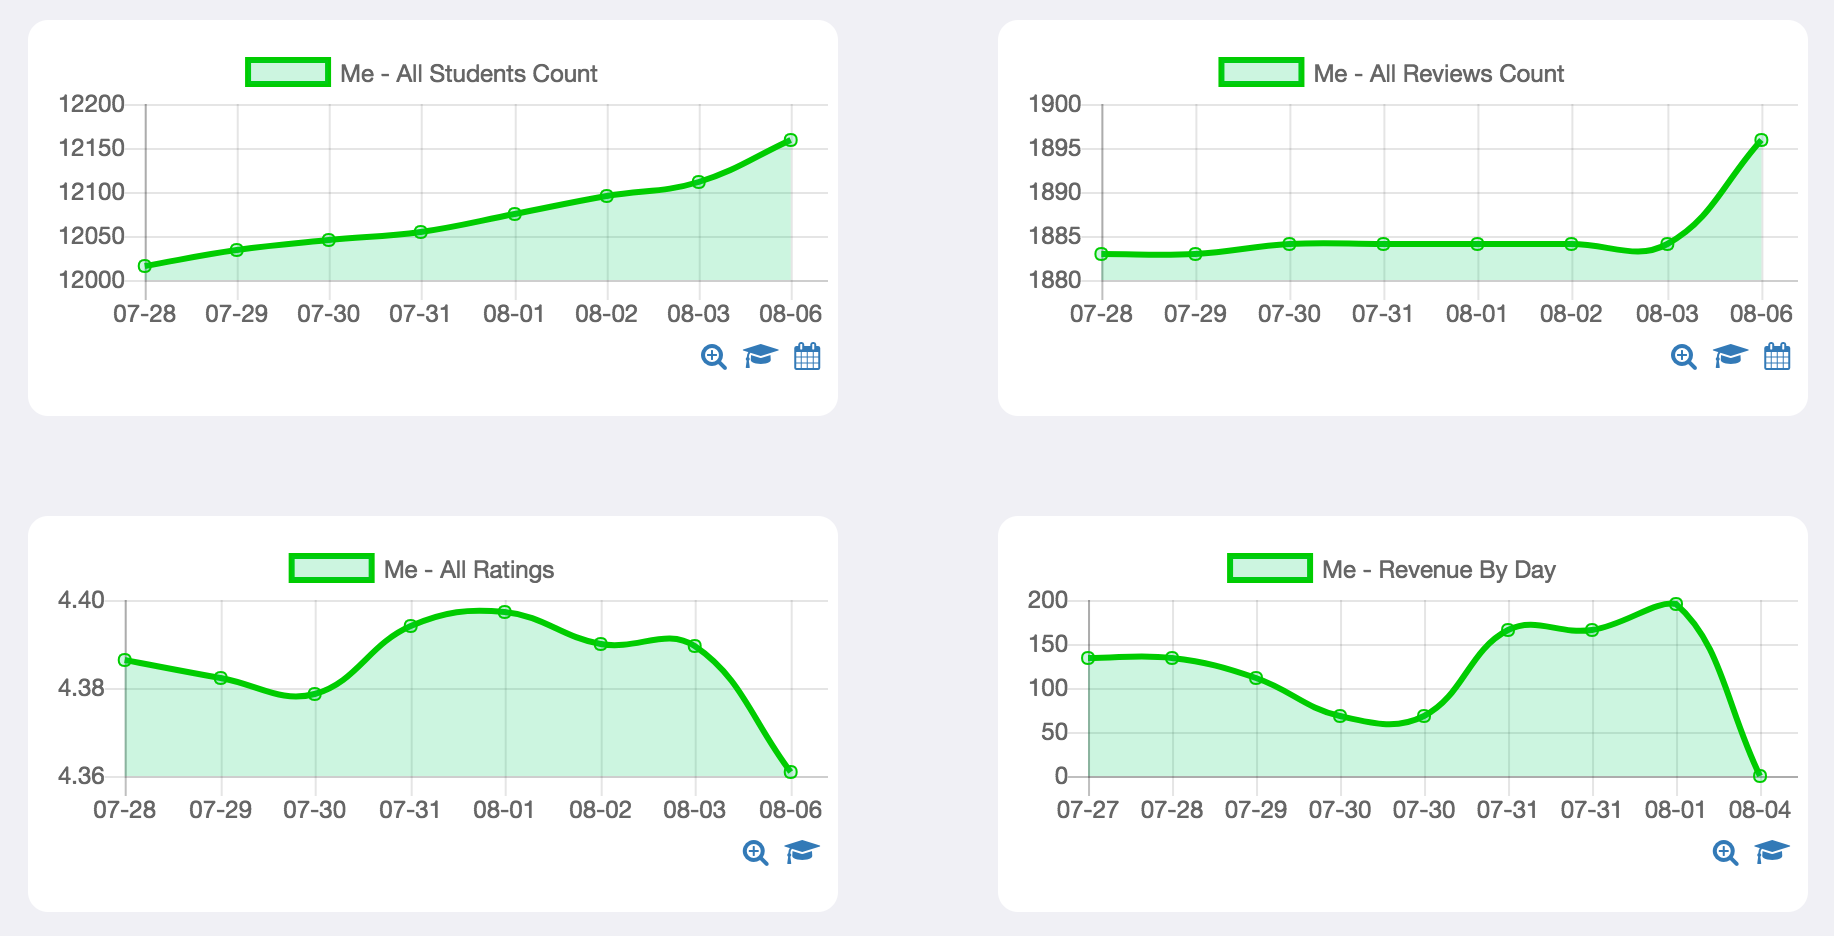 Me - All Students Count
12200
12150
12100
12050
12000
07-28 07-29 07-30 07-31 08-01 08-02 08-03 08-06
Me - All Reviews Count
1900
1895
1890
1885
1880
07-28 07-29 07-30 07-31 08-01 08-02 08-03 08-06
Me - All Ratings
4.40
4.38
4.36
07-28 07-29 07-30 07-31 08-01 08-02 08-03 08-06
Me - Revenue By Day
200
150
100
50
0
07-27 07-28 07-29 07-30 07-30 07-31 07-31 08-01 08-04